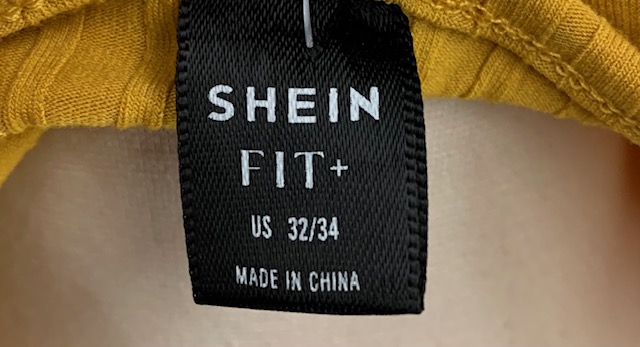 SHEIN
FIT+
US 32/34
MADE IN CHINA